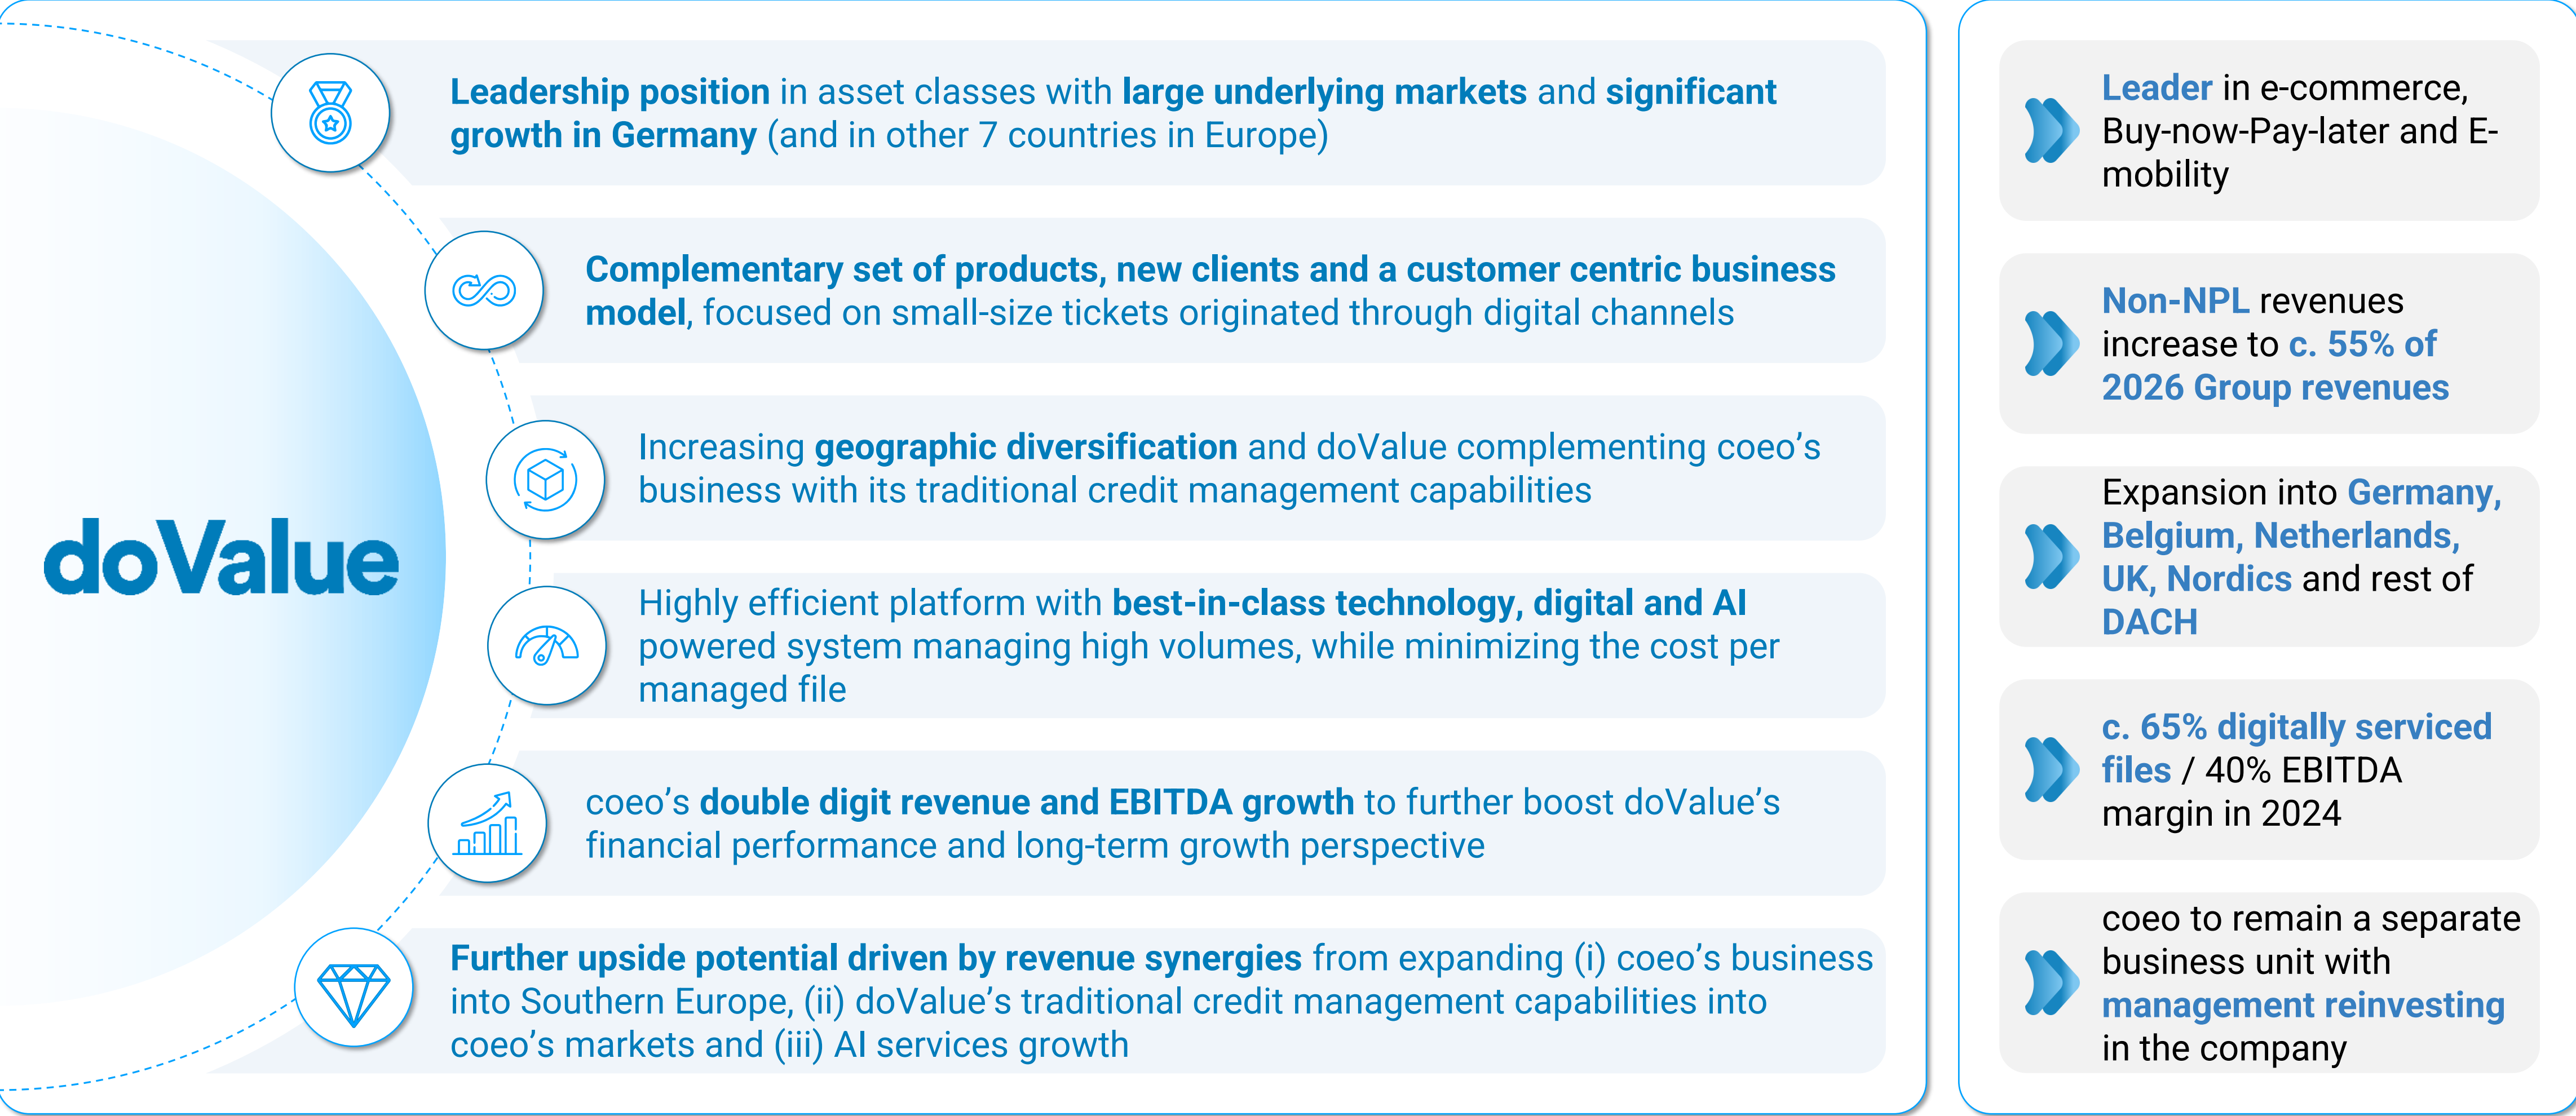 doValue
Leadership position in asset classes with large underlying markets and significant
growth in Germany (and in other 7 countries in Europe)
Complementary set of products, new clients and a customer centric business
model, focused on small-size tickets originated through digital channels
Increasing geographic diversification and doValue complementing coeo’s
business with its traditional credit management capabilities
Highly efficient platform with best-in-class technology, digital and AI
powered system managing high volumes, while minimizing the cost per
managed file
coeo’s double digit revenue and EBITDA growth to further boost doValue’s
financial performance and long-term growth perspective
Further upside potential driven by revenue synergies from expanding (i) coeo’s business
into Southern Europe, (ii) doValue’s traditional credit management capabilities into
coeo’s markets and (iii) AI services growth
Leader in e-commerce,
Buy-now-Pay-later and E-
mobility
Non-NPL revenues
increase to c. 55% of
2026 Group revenues
Expansion into Germany,
Belgium, Netherlands,
UK, Nordics and rest of
DACH
c. 65% digitally serviced
files / 40% EBITDA
margin in 2024
coeo to remain a separate
business unit with
management reinvesting
in the company